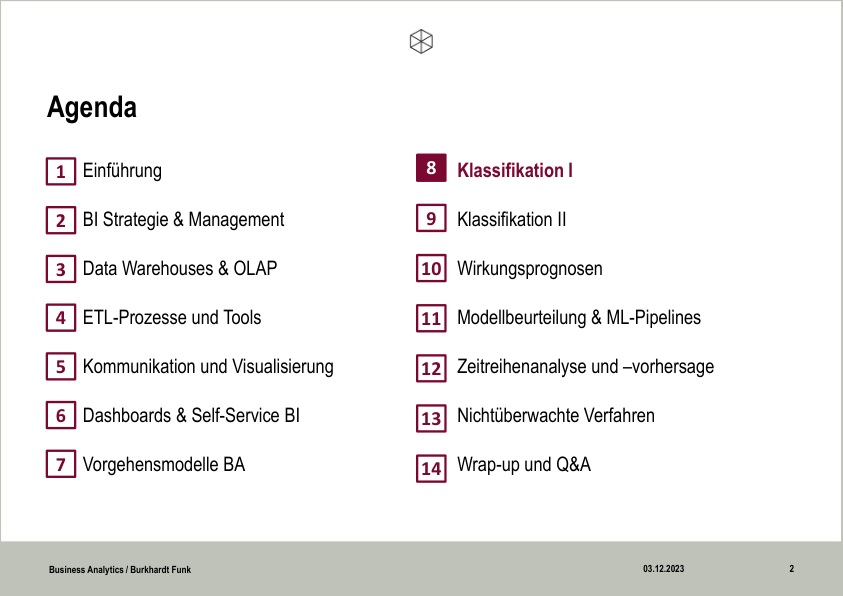 Agenda
1 Einführung
2 BI Strategie & Management
3 Data Warehouses & OLAP
4 ETL-Prozesse und Tools
5 Kommunikation und Visualisierung
6 Dashboards & Self-Service BI
7 Vorgehensmodelle BA
8 Klassifikation I
9 Klassifikation II
10 Wirkungsprognosen
11 Modellbeurteilung & ML-Pipelines
12 Zeitreihenanalyse und –vorhersage
13 Nichtüberwachte Verfahren
14 Wrap-up und Q&A
Business Analytics / Burkhardt Funk 03.12.2023 2